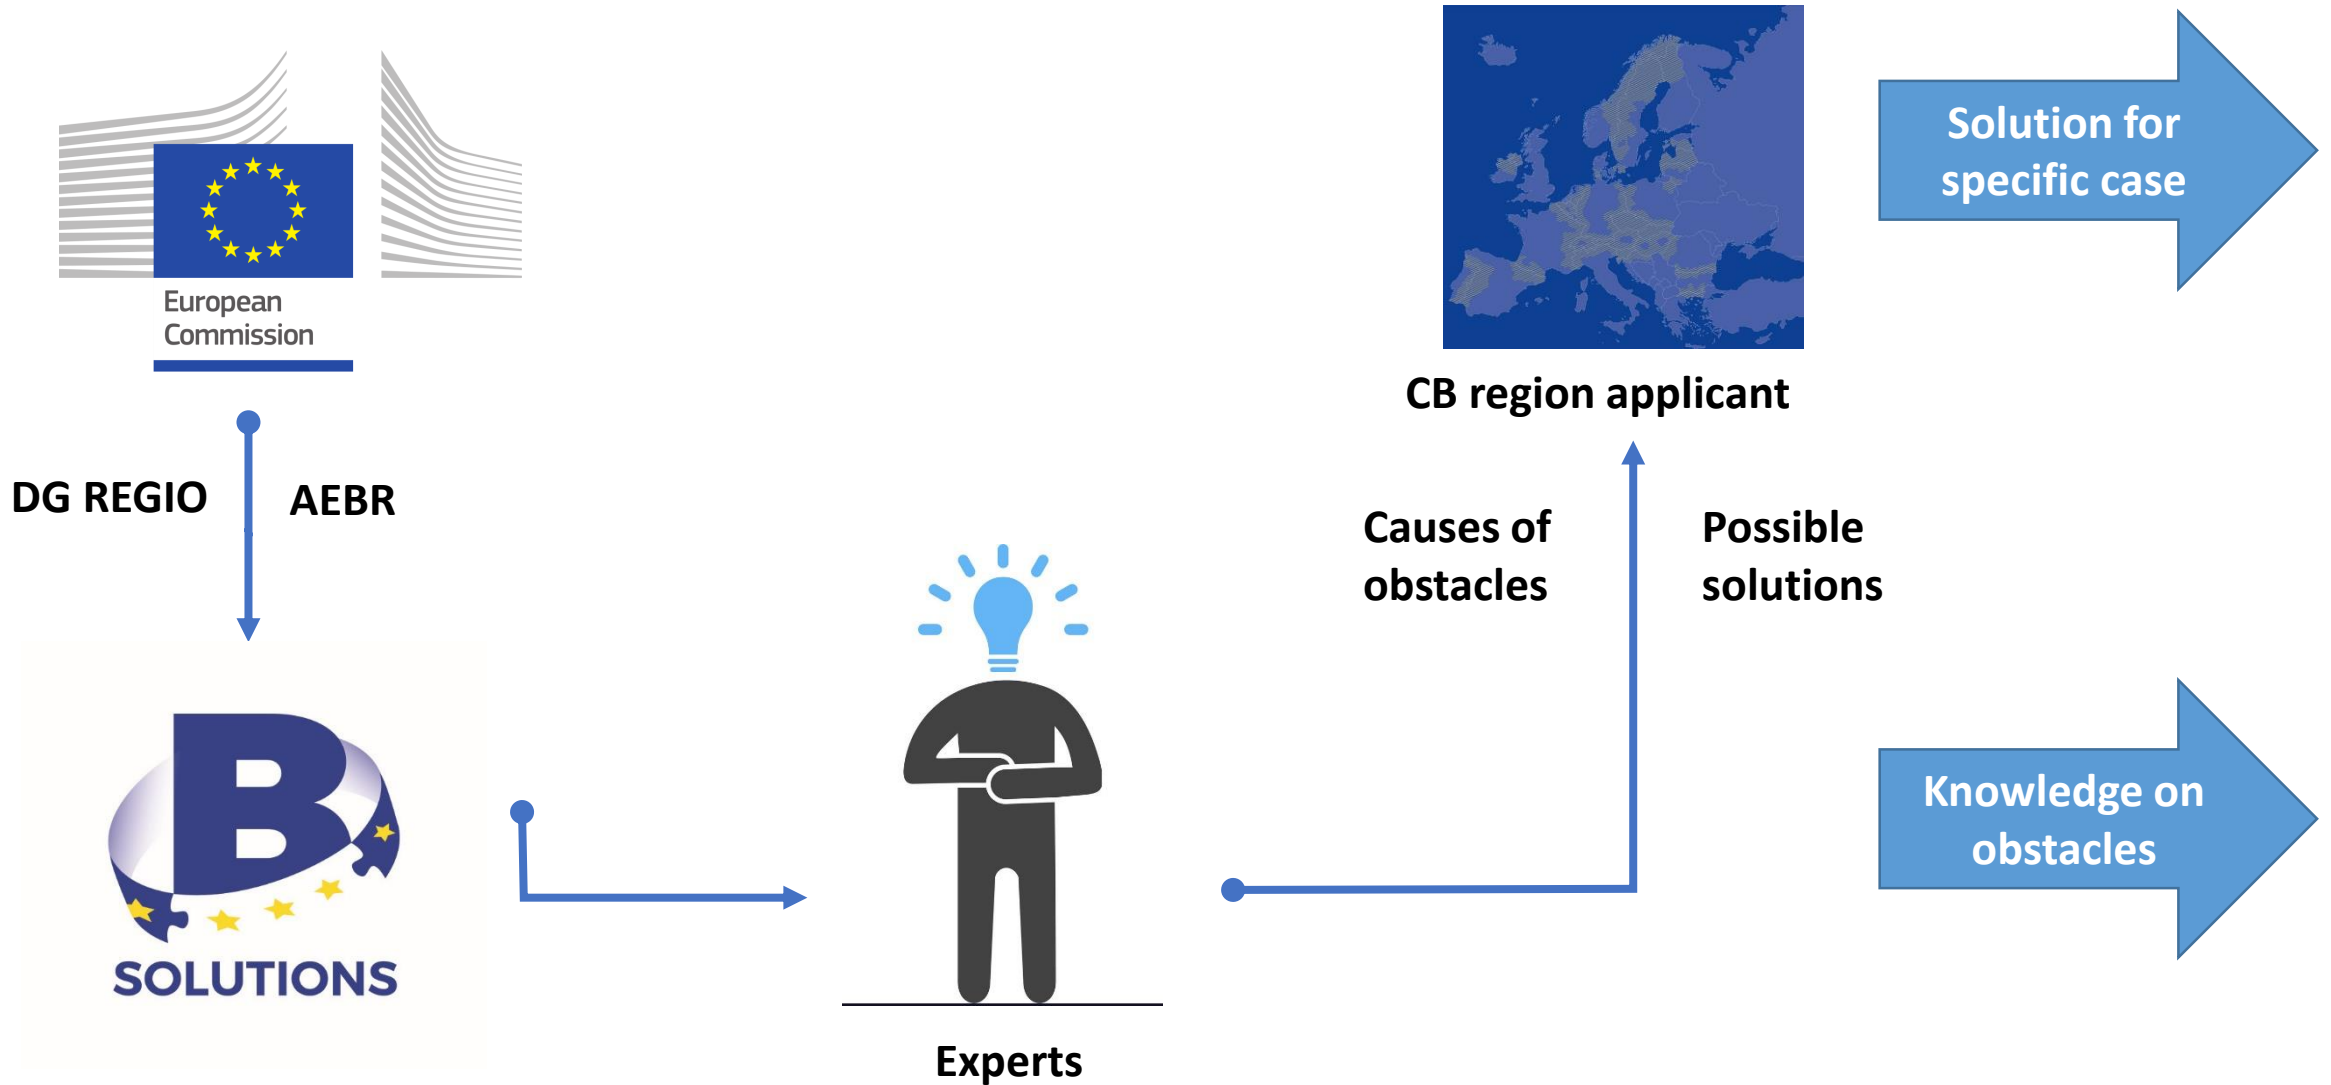 European
Commission
DG REGIO
AEBR
B
SOLUTIONS
Experts
CB region applicant
Causes of
obstacles
Possible
solutions
Solution for
specific case
Knowledge on
obstacles